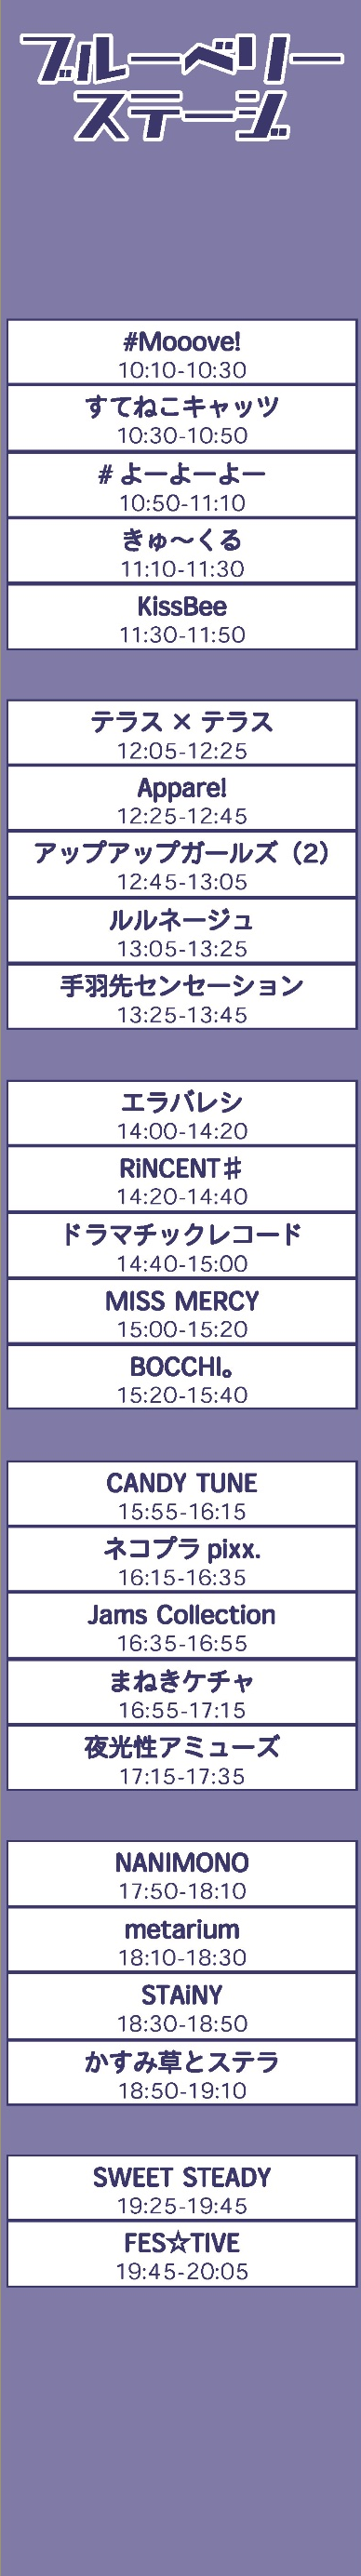 ブルーベリー
ステージ
#Mooove!
10:10-10:30
すてねこキャッツ
10:30-10:50
# よーよーよー
10:50-11:10
きゅ〜くる
11:10-11:30
KissBee
11:30-11:50
テラス × テラス
12:05-12:25
Appare!
12:25-12:45
アップアップガールズ（2）
12:45-13:05
ルルネージュ
13:05-13:25
手羽先センセーション
13:25-13:45
エラバレシ
14:00-14:20
RiNCENT♯
14:20-14:40
ドラマチックレコード
14:40-15:00
MISS MERCY
15:00-15:20
BOCCHI。
15:20-15:40
CANDY TUNE
15:55-16:15
ネコプラ pixx.
16:15-16:35
Jams Collection
16:35-16:55
まねきケチャ
16:55-17:15
夜光性アミューズ
17:15-17:35
NANIMONO
17:50-18:10
metarium
18:10-18:30
STAiNY
18:30-18:50
かすみ草とステラ
18:50-19:10
SWEET STEADY
19:25-19:45
FES☆TIVE
19:45-20:05